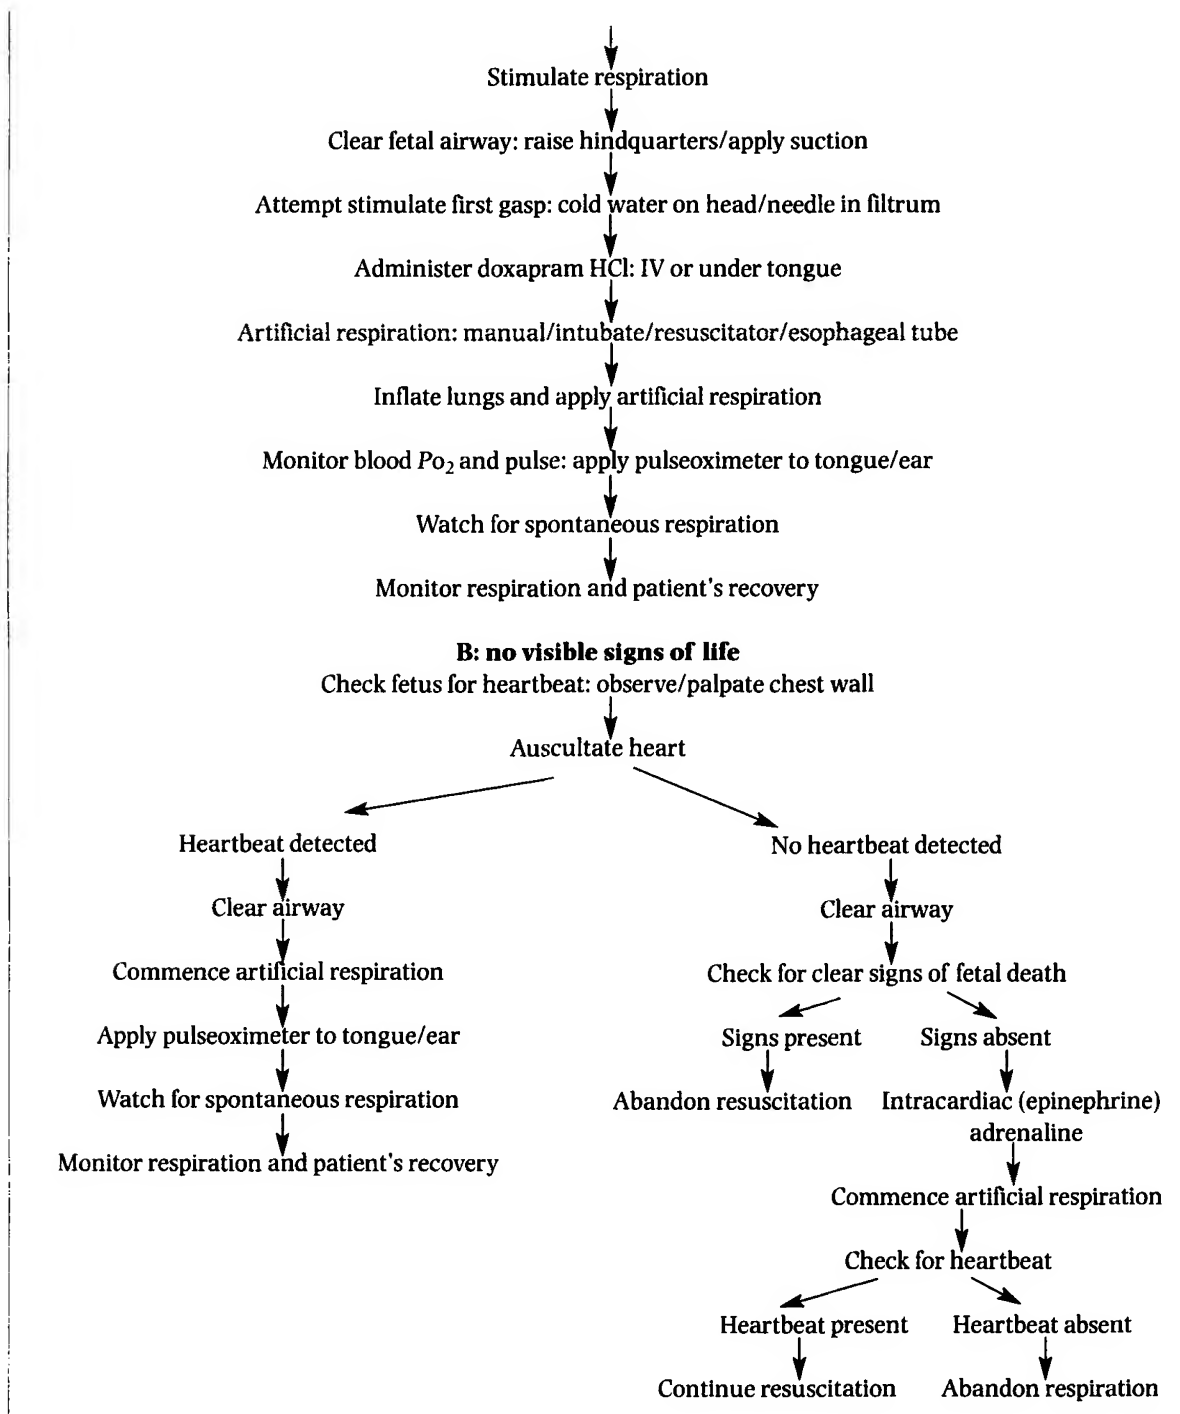 Stimulate respiration
Clear fetal airway: raise hindquarters/apply suction
Attempt stimulate first gasp: cold water on head/needle in filtrum
Administer doxapram HCl: IV or under tongue
Artificial respiration: manual/intubate/resuscitator/esophageal tube
Inflate lungs and apply artificial respiration
Monitor blood Po₂ and pulse: apply pulseoximeter to tongue/ear
Watch for spontaneous respiration
Monitor respiration and patient's recovery
B: no visible signs of life
Check fetus for heartbeat: observe/palpate chest wall
Auscultate heart
Heartbeat detected
Clear airway
Commence artificial respiration
Apply pulseoximeter to tongue/ear
Watch for spontaneous respiration
Monitor respiration and patient's recovery
No heartbeat detected
Clear airway
Check for clear signs of fetal death
Signs present
Abandon resuscitation
Signs absent
Intracardiac (epinephrine)
adrenaline
Commence artificial respiration
Check for heartbeat
Heartbeat present
Continue resuscitation
Heartbeat absent
Abandon respiration